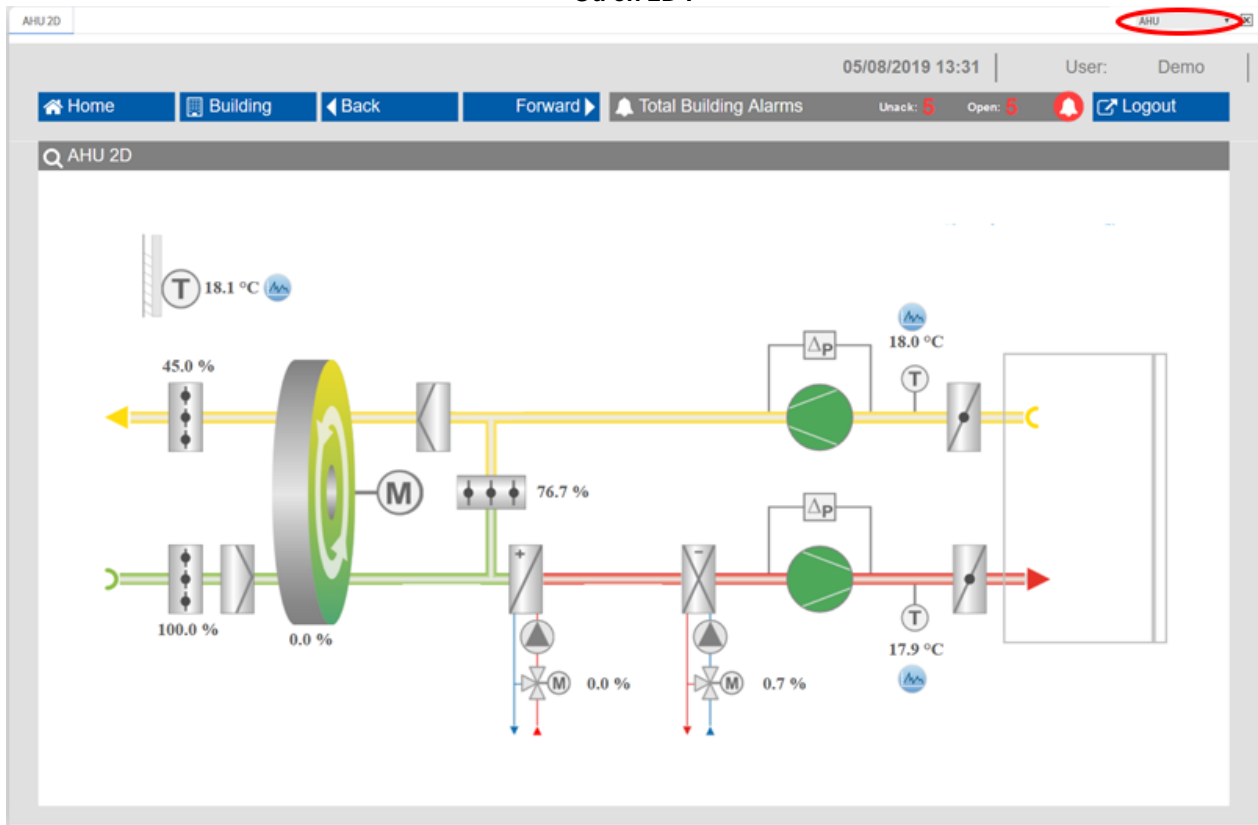 AHU 2D AHU
05/08/2019 13:31 User: Demo
Home Building Back Forward Total Building Alarms Unack: 5 Open: 5 Logout
AHU 2D
T 18.1 °C
18.0 °C
ΔP
45.0 %
T
M
76.7 %
ΔP
+ −
100.0 %
0.0 %
T
17.9 °C
M 0.0 % M 0.7 %